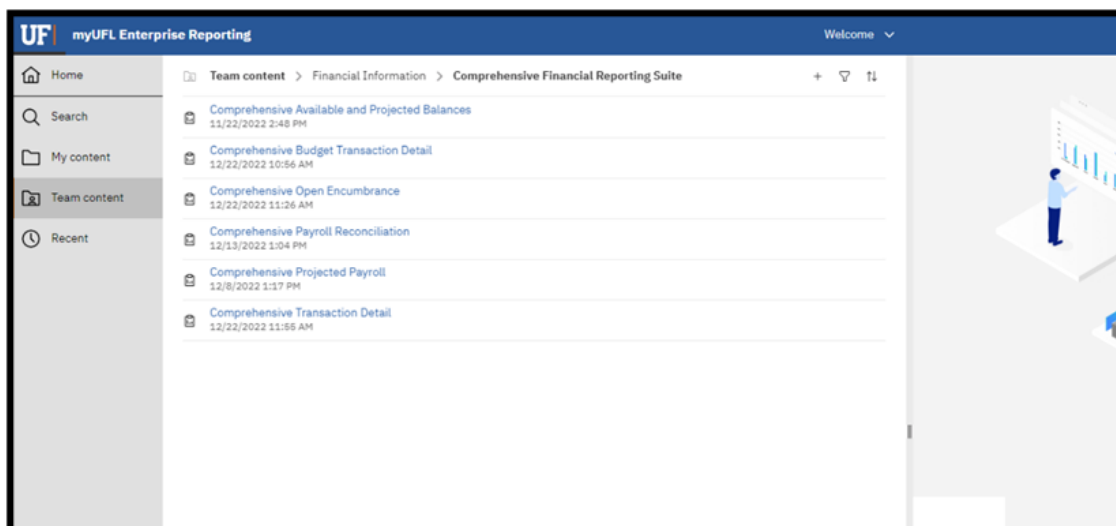 UF myUFL Enterprise Reporting Welcome
Home
Search
My content
Team content
Recent
Team content > Financial Information > Comprehensive Financial Reporting Suite
Comprehensive Available and Projected Balances
11/22/2022 2:48 PM
Comprehensive Budget Transaction Detail
12/22/2022 10:56 AM
Comprehensive Open Encumbrance
12/22/2022 11:26 AM
Comprehensive Payroll Reconciliation
12/13/2022 1:04 PM
Comprehensive Projected Payroll
12/8/2022 1:17 PM
Comprehensive Transaction Detail
12/22/2022 11:55 AM